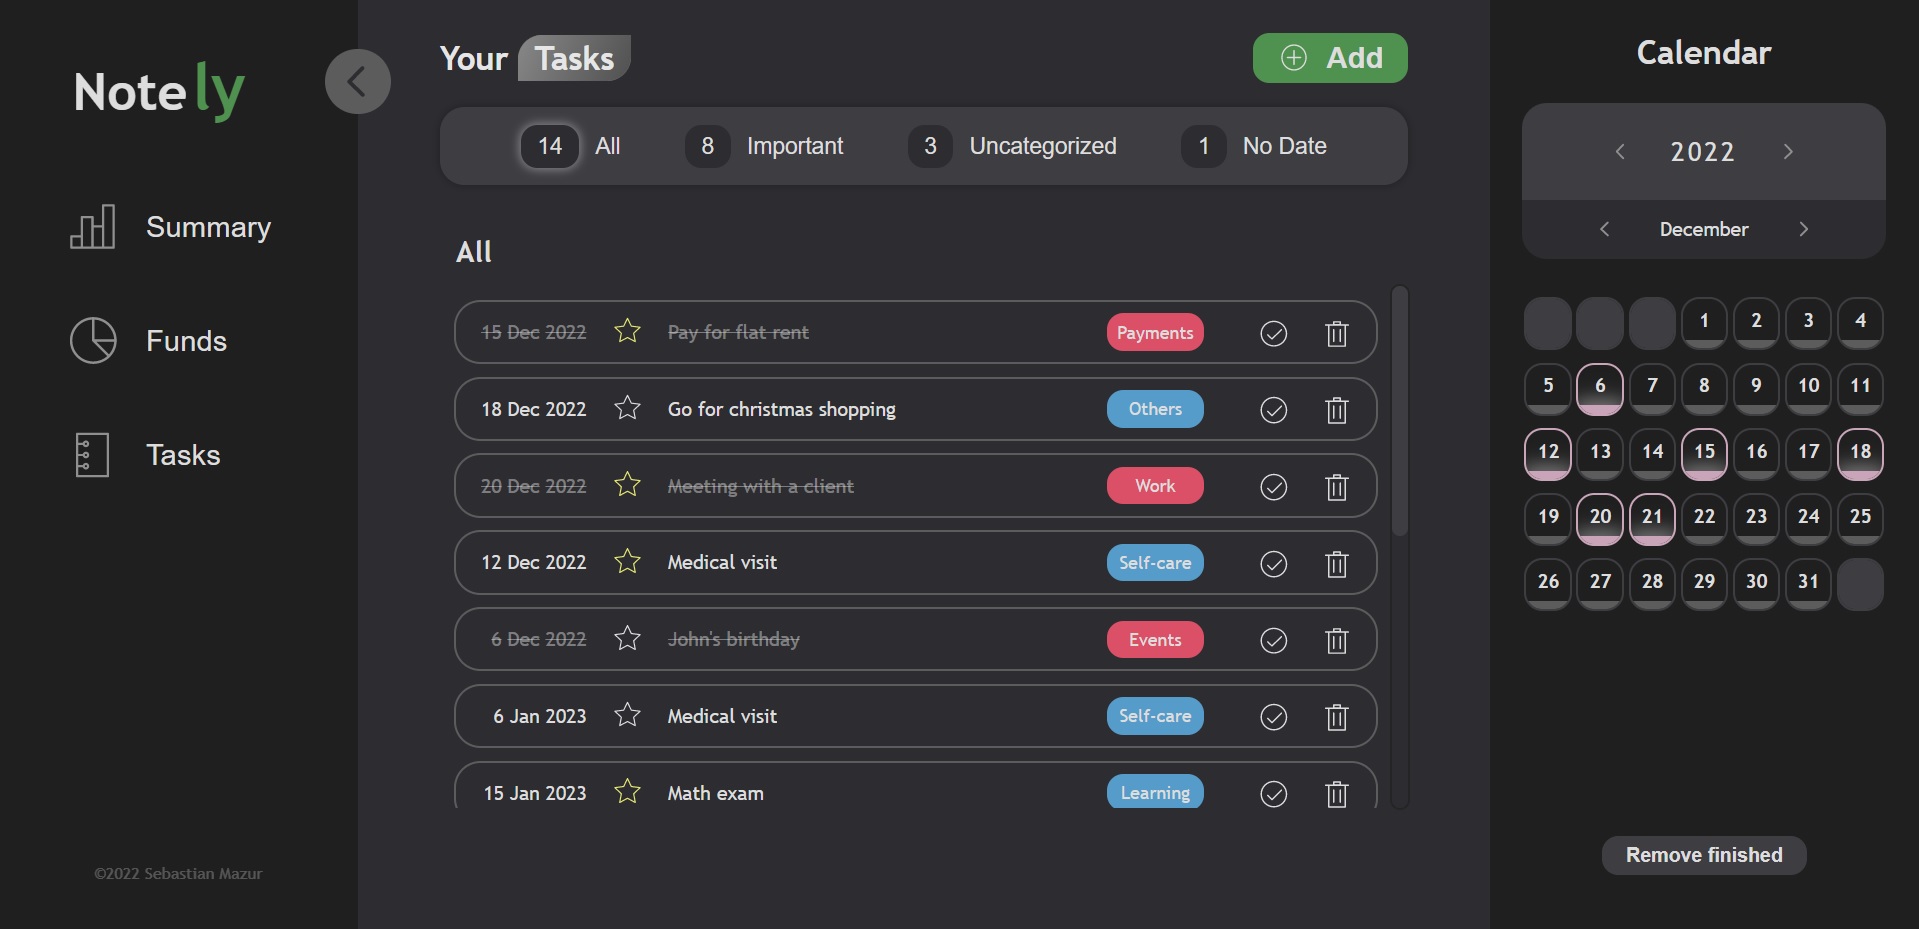 Notely
Summary
Funds
Tasks
©2022 Sebastian Mazur
Your Tasks
Add
14 All 8 Important 3 Uncategorized 1 No Date
All
15 Dec 2022 Pay for flat rent Payments
18 Dec 2022 Go for christmas shopping Others
20 Dec 2022 Meeting with a client Work
12 Dec 2022 Medical visit Self-care
6 Dec 2022 John's birthday Events
6 Jan 2023 Medical visit Self-care
15 Jan 2023 Math exam Learning
Calendar
2022
December
1 2 3 4
5 6 7 8 9 10 11
12 13 14 15 16 17 18
19 20 21 22 23 24 25
26 27 28 29 30 31
Remove finished